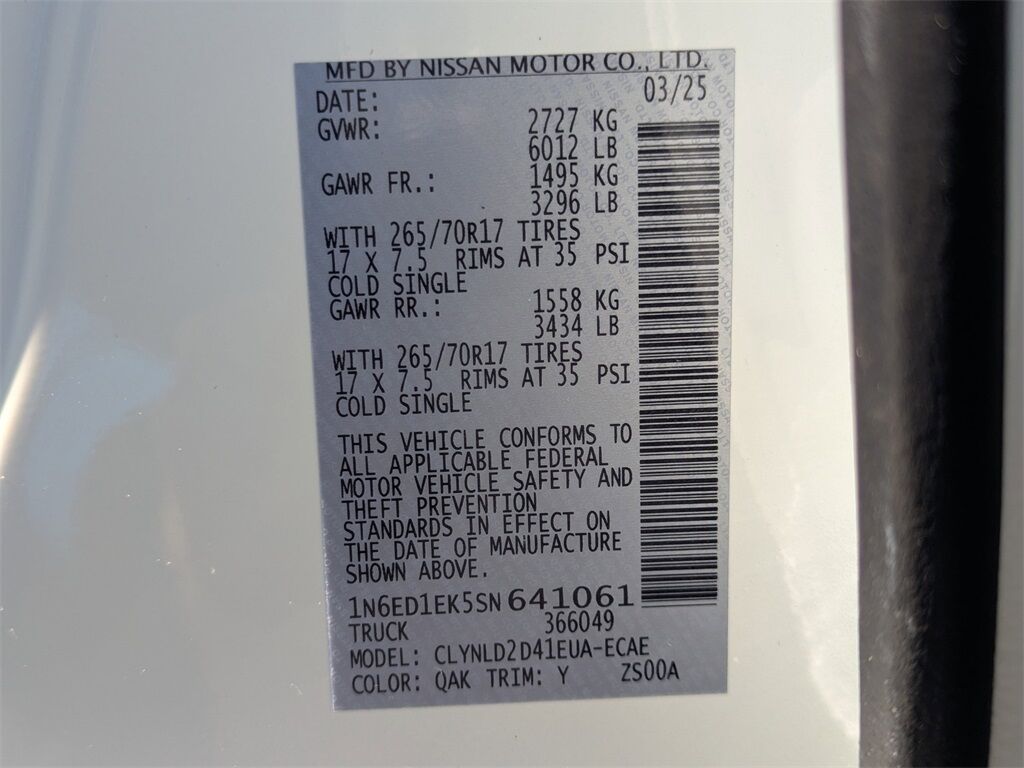 MFD BY NISSAN MOTOR CO., LTD.
DATE: 03/25
GVWR: 2727 KG
6012 LB
GAWR FR.: 1495 KG
3296 LB
WITH 265/70R17 TIRES
17 X 7.5 RIMS AT 35 PSI
COLD SINGLE
GAWR RR.: 1558 KG
3434 LB
WITH 265/70R17 TIRES
17 X 7.5 RIMS AT 35 PSI
COLD SINGLE
THIS VEHICLE CONFORMS TO
ALL APPLICABLE FEDERAL
MOTOR VEHICLE SAFETY AND
THEFT PREVENTION
STANDARDS IN EFFECT ON
THE DATE OF MANUFACTURE
SHOWN ABOVE.
1N6ED1EK5SN641061
TRUCK 366049
MODEL: CLYNLD2D41EUA-ECAE
COLOR: QAK TRIM: Y ZS00A